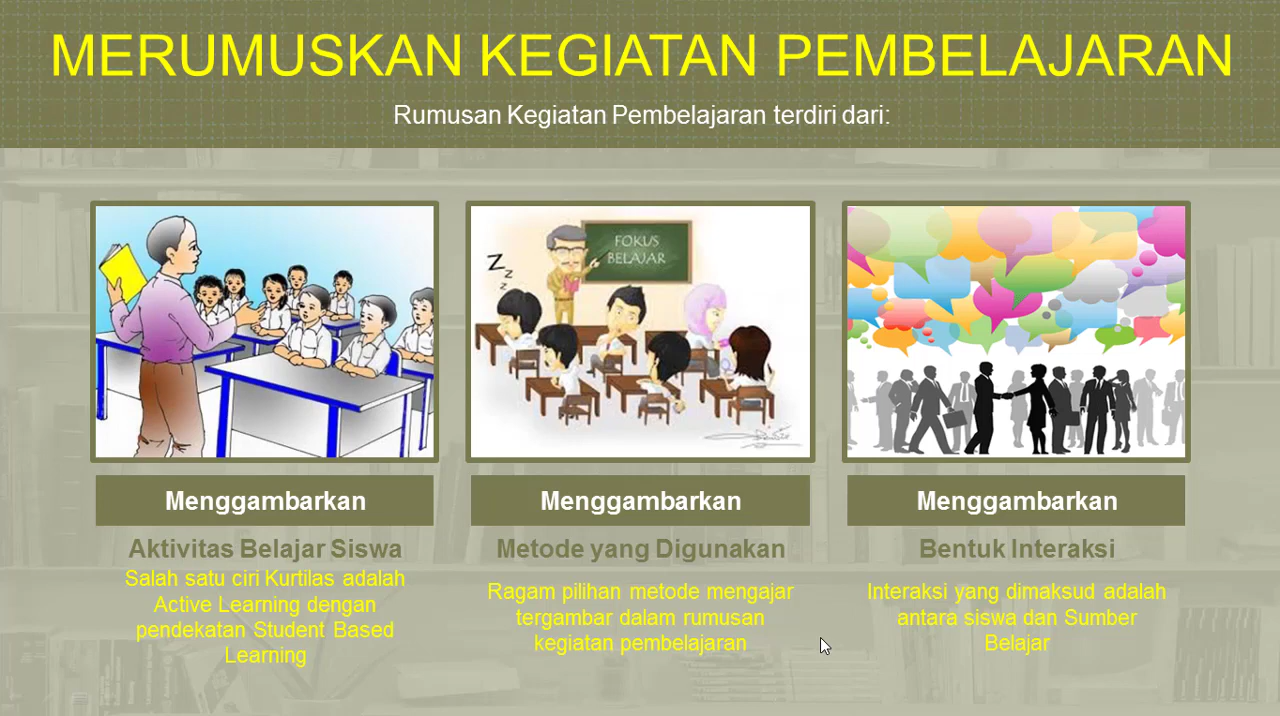 MERUMUSKAN KEGIATAN PEMBELAJARAN
Rumusan Kegiatan Pembelajaran terdiri dari:
Z
z
z
FOKUS
BELAJAR
Menggambarkan
Aktivitas Belajar Siswa
Salah satu ciri Kurtilas adalah
Active Learning dengan
pendekatan Student Based
Learning
Menggambarkan
Metode yang Digunakan
Ragam pilihan metode mengajar
tergambar dalam rumusan
kegiatan pembelajaran
Menggambarkan
Bentuk Interaksi
Interaksi yang dimaksud adalah
antara siswa dan Sumber
Belajar